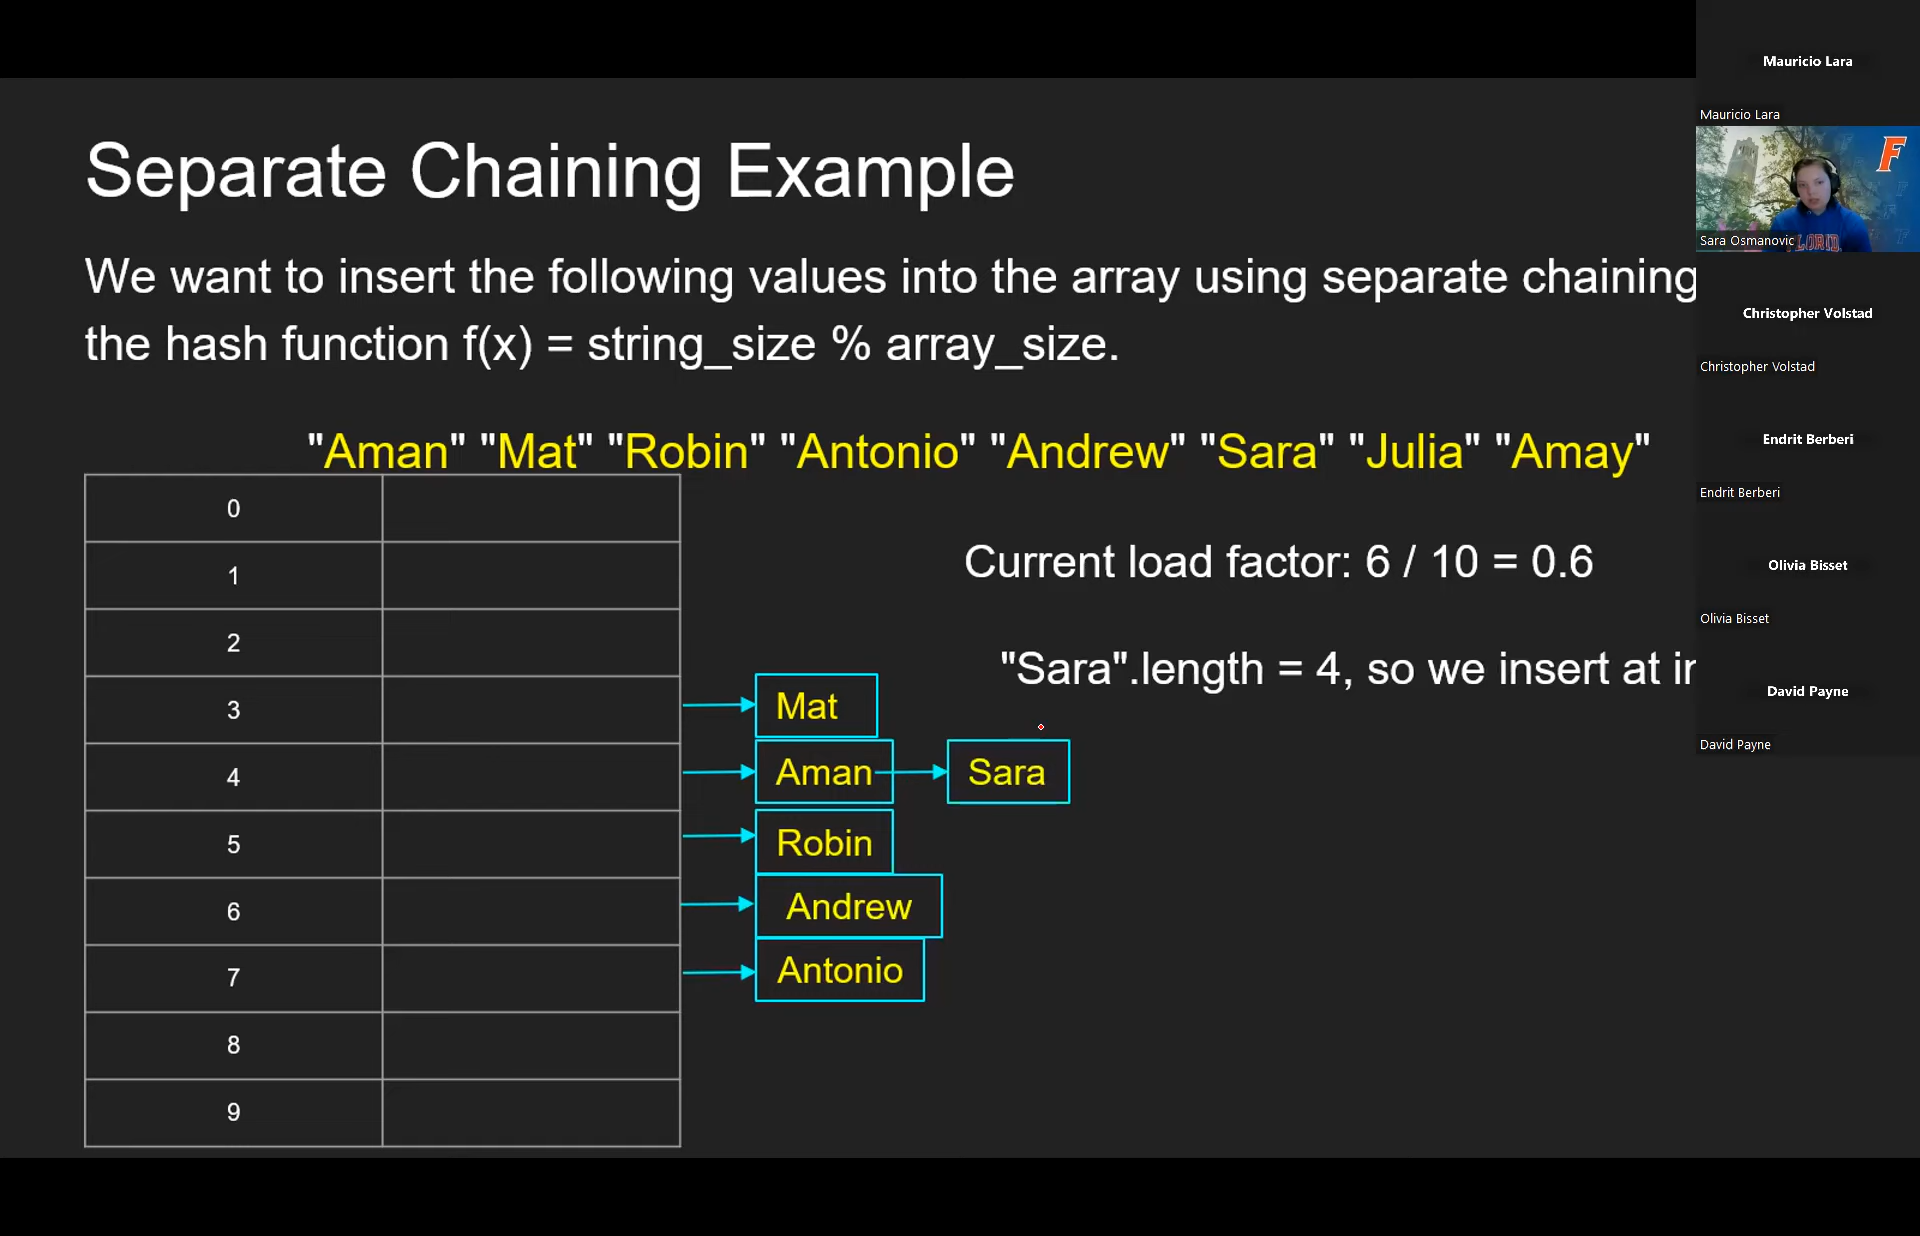 Separate Chaining Example
We want to insert the following values into the array using separate chaining
the hash function f(x) = string_size % array_size.
"Aman" "Mat" "Robin" "Antonio" "Andrew" "Sara" "Julia" "Amay"
0
1
2
3
4
5
6
7
8
9
Current load factor: 6 / 10 = 0.6
"Sara".length = 4, so we insert at
Mat
Aman
Sara
Robin
Andrew
Antonio
Mauricio Lara
Mauricio Lara
F
FLORIDA
Sara Osmanovic
Christopher Volstad
Christopher Volstad
Endrit Berberi
Endrit Berberi
Olivia Bisset
Olivia Bisset
David Payne
David Payne